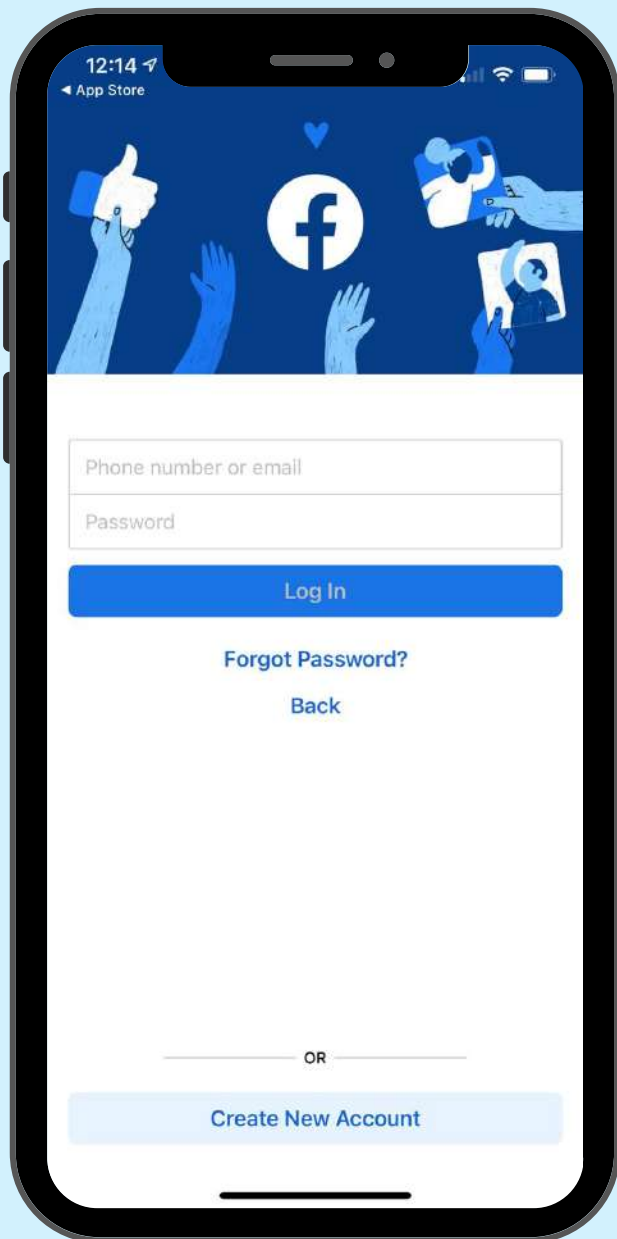 12:14
◀ App Store
f
Phone number or email
Password
Log In
Forgot Password?
Back
OR
Create New Account